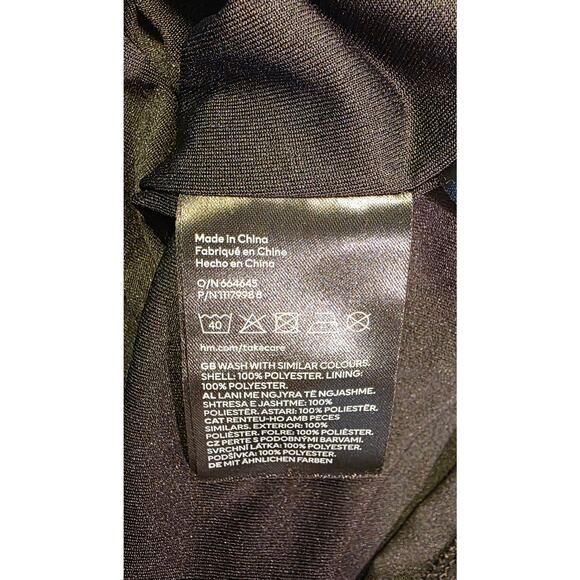 Made in China
Fabriqué en Chine
Hecho en China
O/N 664645
P/N 1117998 8
40
hm.com/takecare
GB WASH WITH SIMILAR COLOURS.
SHELL: 100% POLYESTER. LINING:
100% POLYESTER.
AL LANI ME NGJYRA TË NGJASHME.
SHTRESA E JASHTME: 100%
POLIESTËR. ASTARI: 100% POLIESTËR.
CAT RENTEU-HO AMB PECES
SIMILARS. EXTERIOR: 100%
POLIÈSTER. FOLRE: 100% POLIÈSTER.
CZ PERTE S PODOBNÝMI BARVAMI.
SVRCHNÍ LÁTKA: 100% POLYESTER.
PODŠÍVKA: 100% POLYESTER.
DE MIT ÄHNLICHEN FARBEN